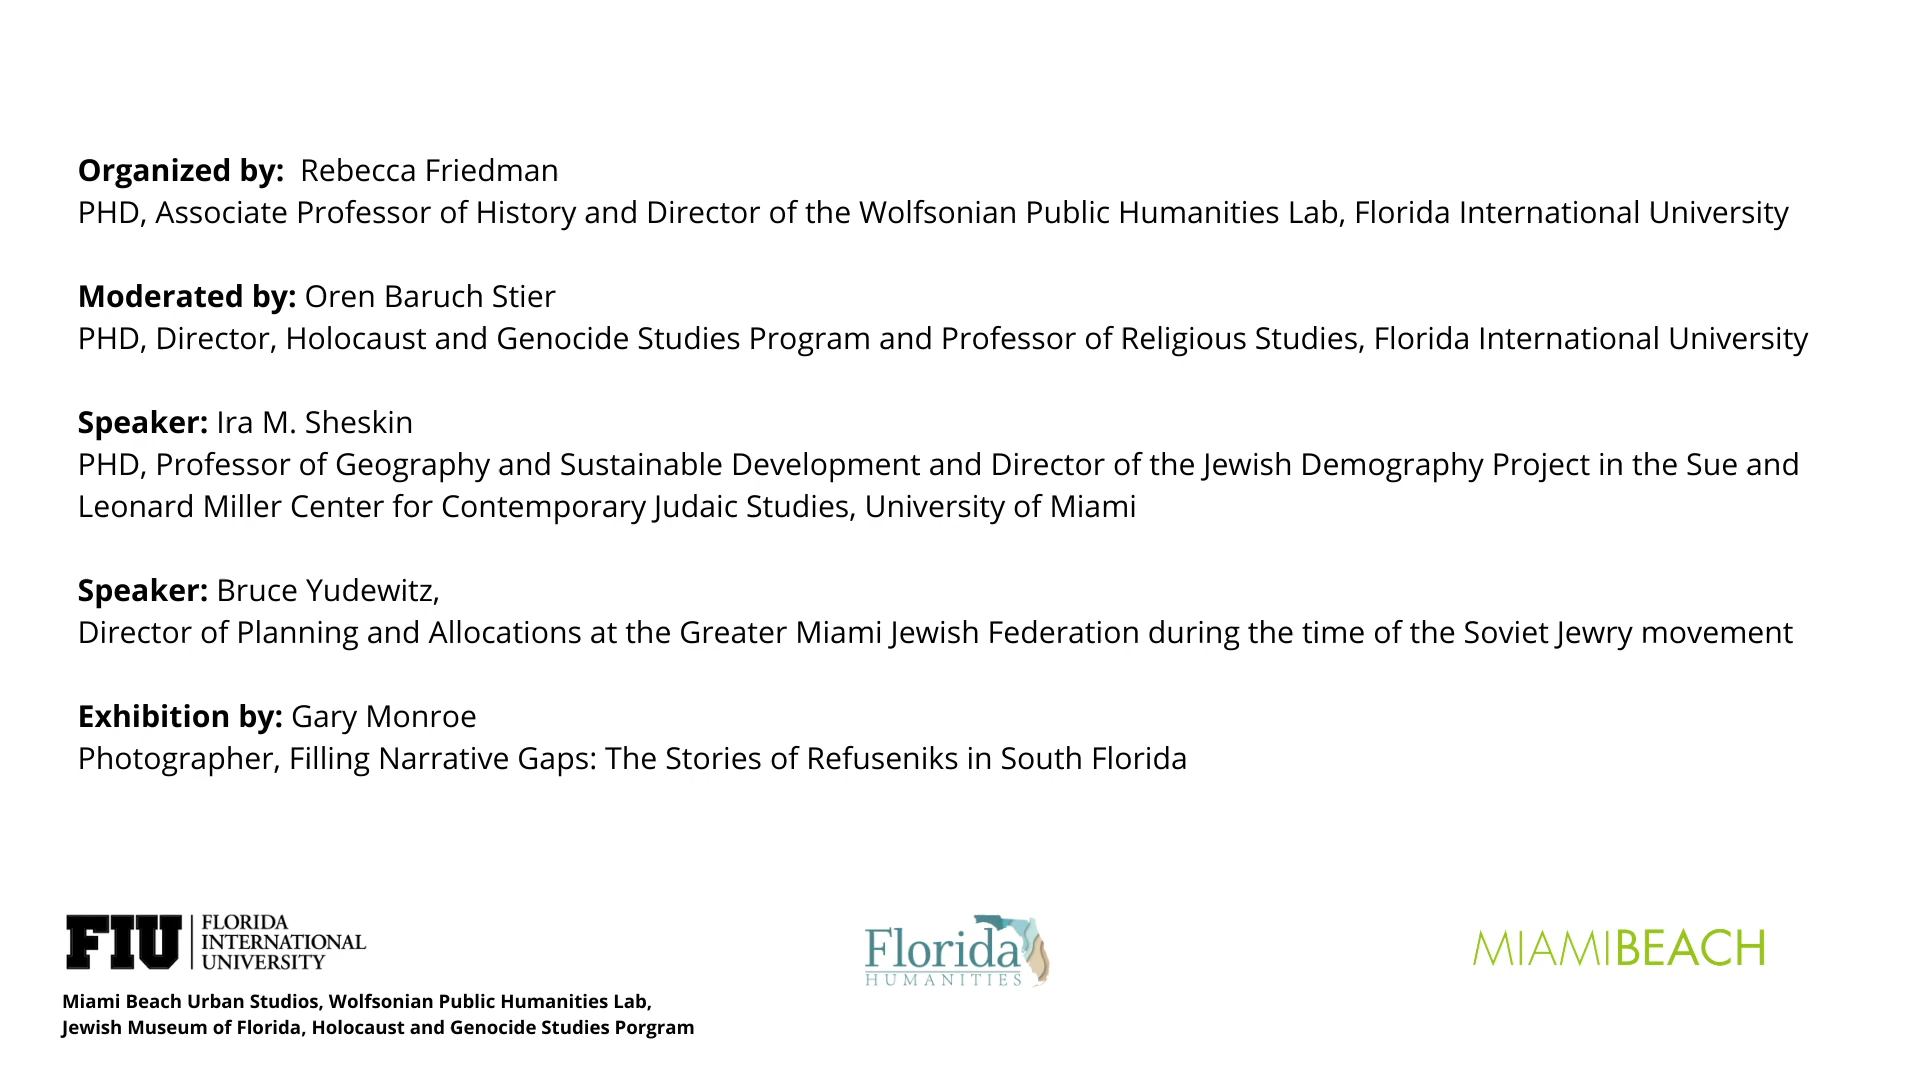 Organized by: Rebecca Friedman
PHD, Associate Professor of History and Director of the Wolfsonian Public Humanities Lab, Florida International University
Moderated by: Oren Baruch Stier
PHD, Director, Holocaust and Genocide Studies Program and Professor of Religious Studies, Florida International University
Speaker: Ira M. Sheskin
PHD, Professor of Geography and Sustainable Development and Director of the Jewish Demography Project in the Sue and
Leonard Miller Center for Contemporary Judaic Studies, University of Miami
Speaker: Bruce Yudewitz,
Director of Planning and Allocations at the Greater Miami Jewish Federation during the time of the Soviet Jewry movement
Exhibition by: Gary Monroe
Photographer, Filling Narrative Gaps: The Stories of Refuseniks in South Florida
FIU
FLORIDA
INTERNATIONAL
UNIVERSITY
Miami Beach Urban Studios, Wolfsonian Public Humanities Lab,
Jewish Museum of Florida, Holocaust and Genocide Studies Porgram
Florida
HUMANITIES
MIAMIBEACH